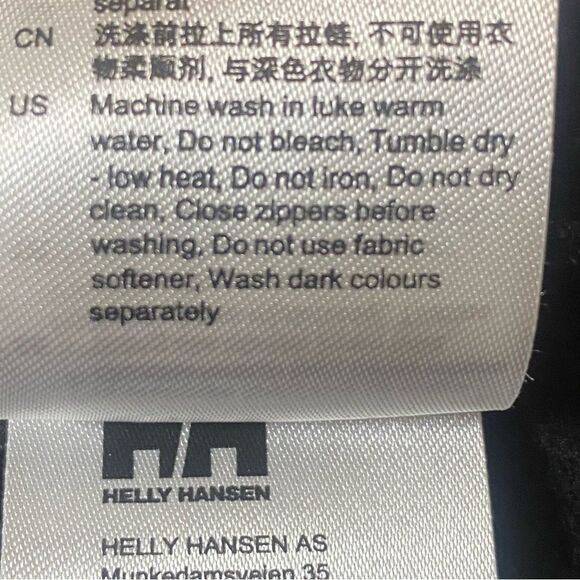 separat
CN 洗涤前拉上所有拉链, 不可使用衣
物柔顺剂, 与深色衣物分开洗涤
US Machine wash in luke warm
water, Do not bleach, Tumble dry
- low heat, Do not iron, Do not dry
clean, Close zippers before
washing, Do not use fabric
softener, Wash dark colours
separately
HELLY HANSEN
HELLY HANSEN AS
Munkedamsveien 35